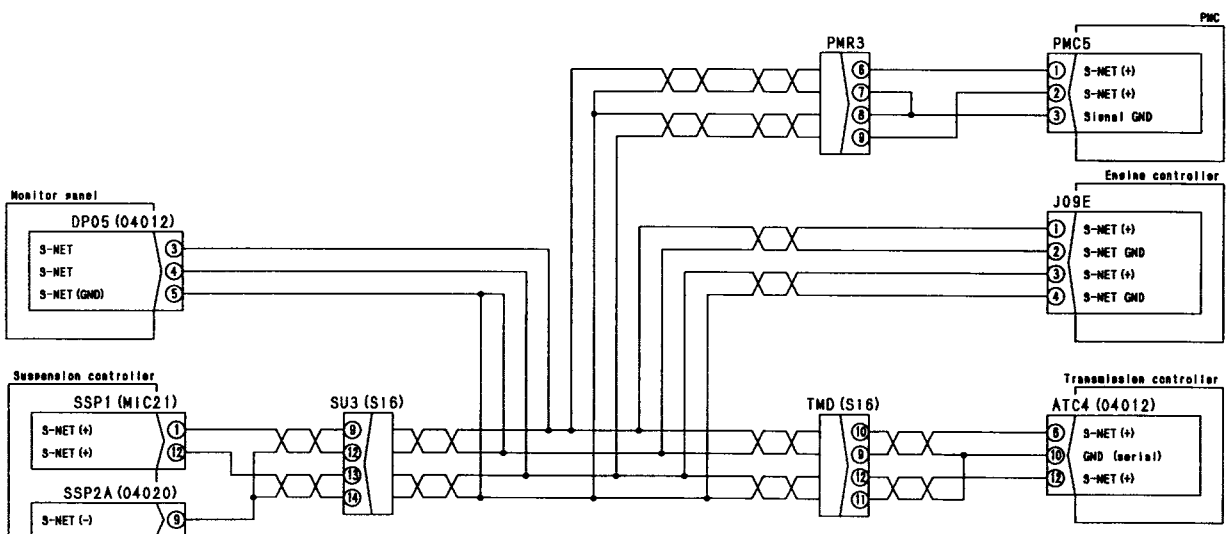 PMC
PMR3
PMC5
6
1
S-NET (+)
7
2
S-NET (+)
8
3
Signal GND
9
Engine controller
Monitor panel
J09E
DP05 (04012)
1
S-NET (+)
S-NET
3
2
S-NET GND
S-NET
4
3
S-NET (+)
S-NET (GND)
5
4
S-NET GND
Suspension controller
Transmission controller
SSP1 (MIC21)
SU3 (S16)
TMD (S16)
ATC4 (04012)
S-NET (+)
1
9
10
6
S-NET (+)
S-NET (+)
12
12
9
10
GND (serial)
13
12
12
S-NET (+)
SSP2A (04020)
14
11
S-NET (-)
9